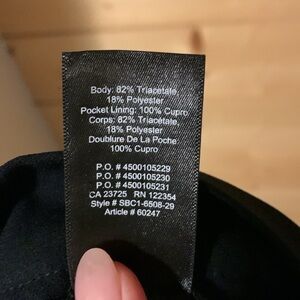 Body: 82% Triacetate,
18% Polyester
Pocket Lining: 100% Cupro
Corps: 82% Triacetate,
18% Polyester
Doublure De La Poche:
100% Cupro
P.O. # 4500105229
P.O. # 4500105230
P.O. # 4500105231
CA 23725 RN 122354
Style # SBC1-6508-29
Article # 60247